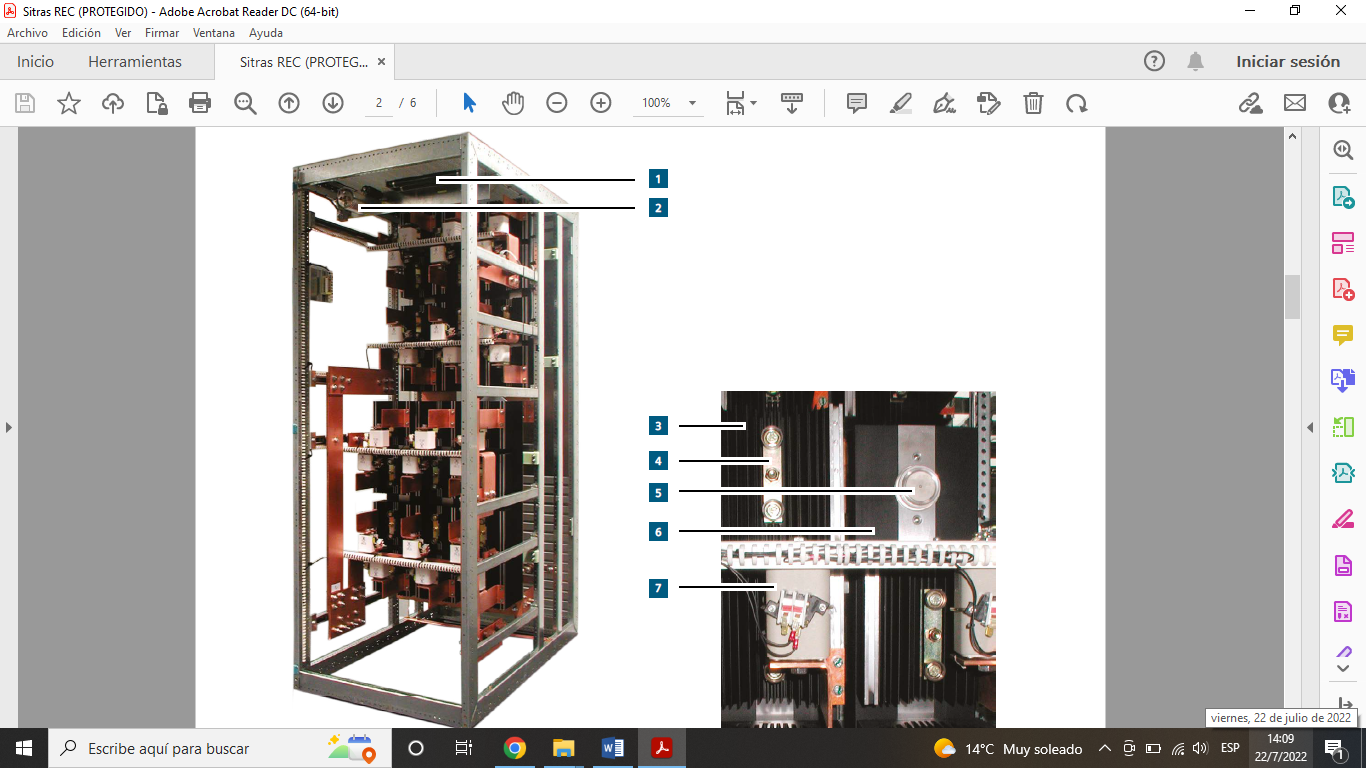 Sitras REC (PROTEGIDO) - Adobe Acrobat Reader DC (64-bit)
Archivo Edición Ver Firmar Ventana Ayuda
Inicio Herramientas Sitras REC (PROTEG... × Iniciar sesión
2 / 6 100%
1
2
3
4
5
6
7
viernes, 22 de julio de 2022
Escribe aquí para buscar 14°C Muy soleado ESP 14:09
22/7/2022 1